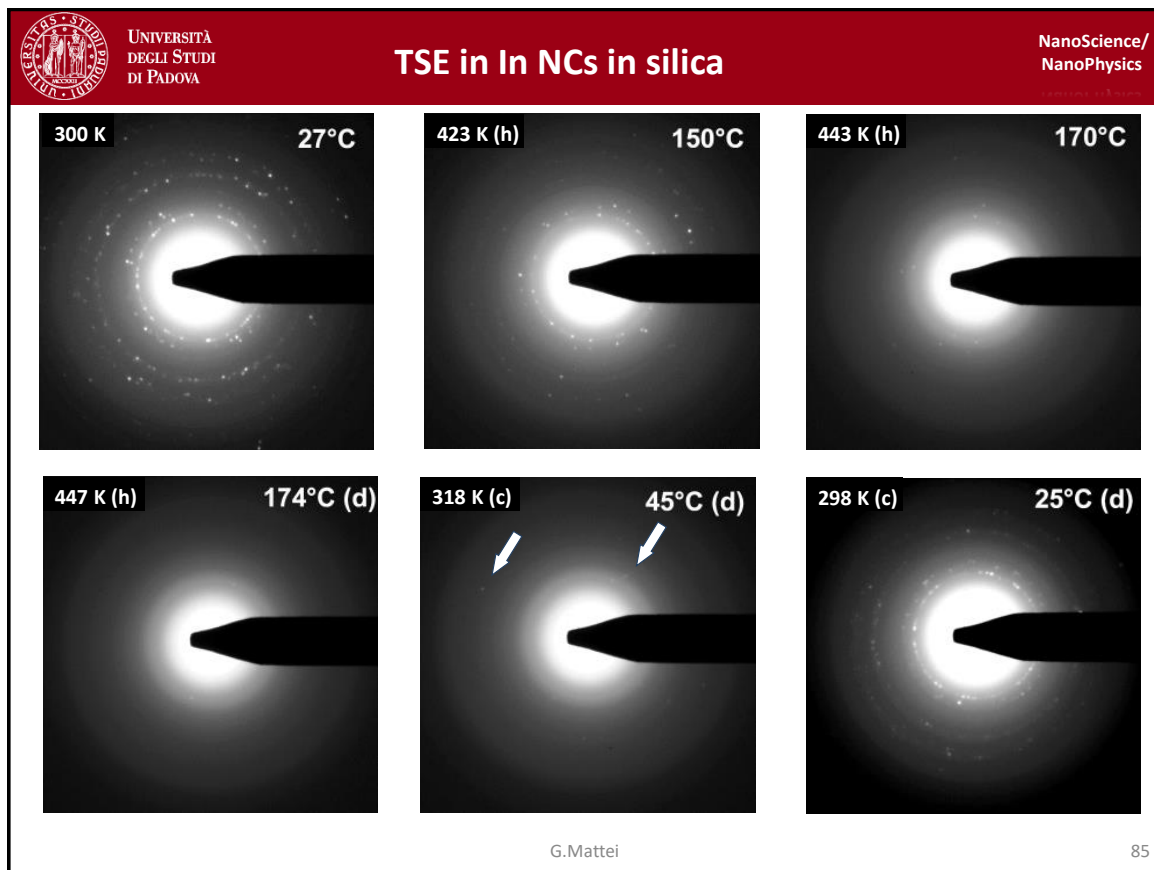 UNIVERSITÀ
DEGLI STUDI
DI PADOVA
TSE in In NCs in silica
NanoScience/
NanoPhysics
300 K
27°C
423 K (h)
150°C
443 K (h)
170°C
447 K (h)
174°C (d)
318 K (c)
45°C (d)
298 K (c)
25°C (d)
G.Mattei
85